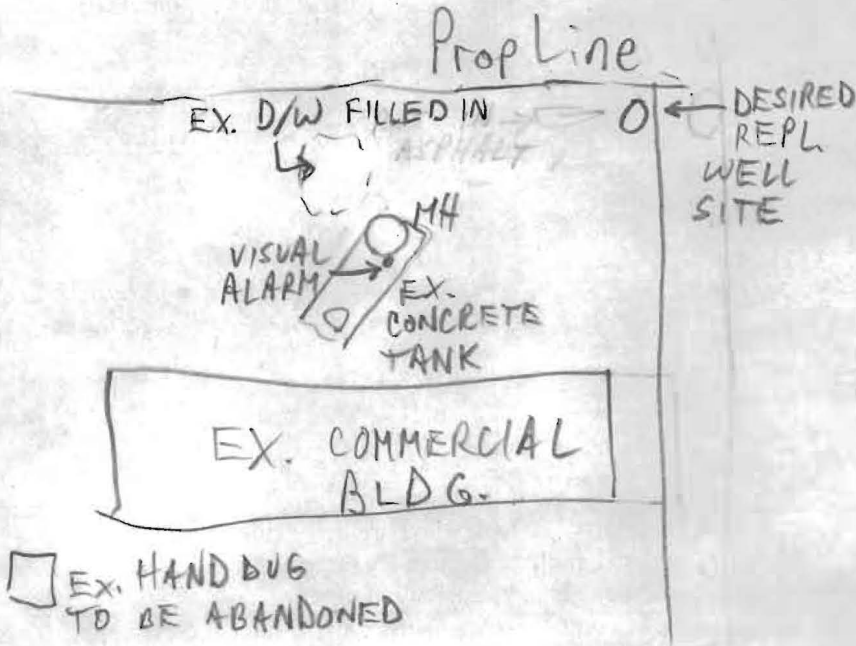 Prop Line
EX. D/W FILLED IN
ASPHALT
DESIRED
REPL
WELL
SITE
MH
VISUAL
ALARM
EX.
CONCRETE
TANK
EX. COMMERCIAL
BLDG.
EX. HAND DUG
TO BE ABANDONED